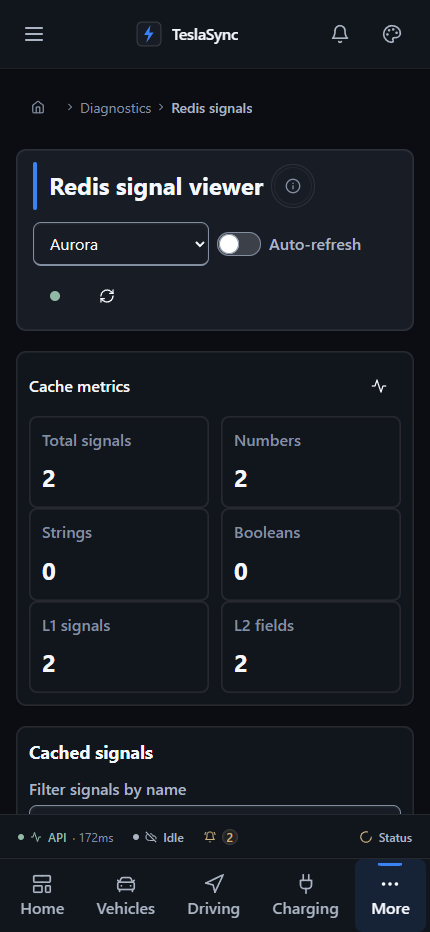 TeslaSync
Diagnostics Redis signals
Redis signal viewer
Aurora Auto-refresh
Cache metrics
Total signals Numbers
2 2
Strings Booleans
0 0
L1 signals L2 fields
2 2
Cached signals
Filter signals by name
API · 172ms Idle 2 Status
Home Vehicles Driving Charging More